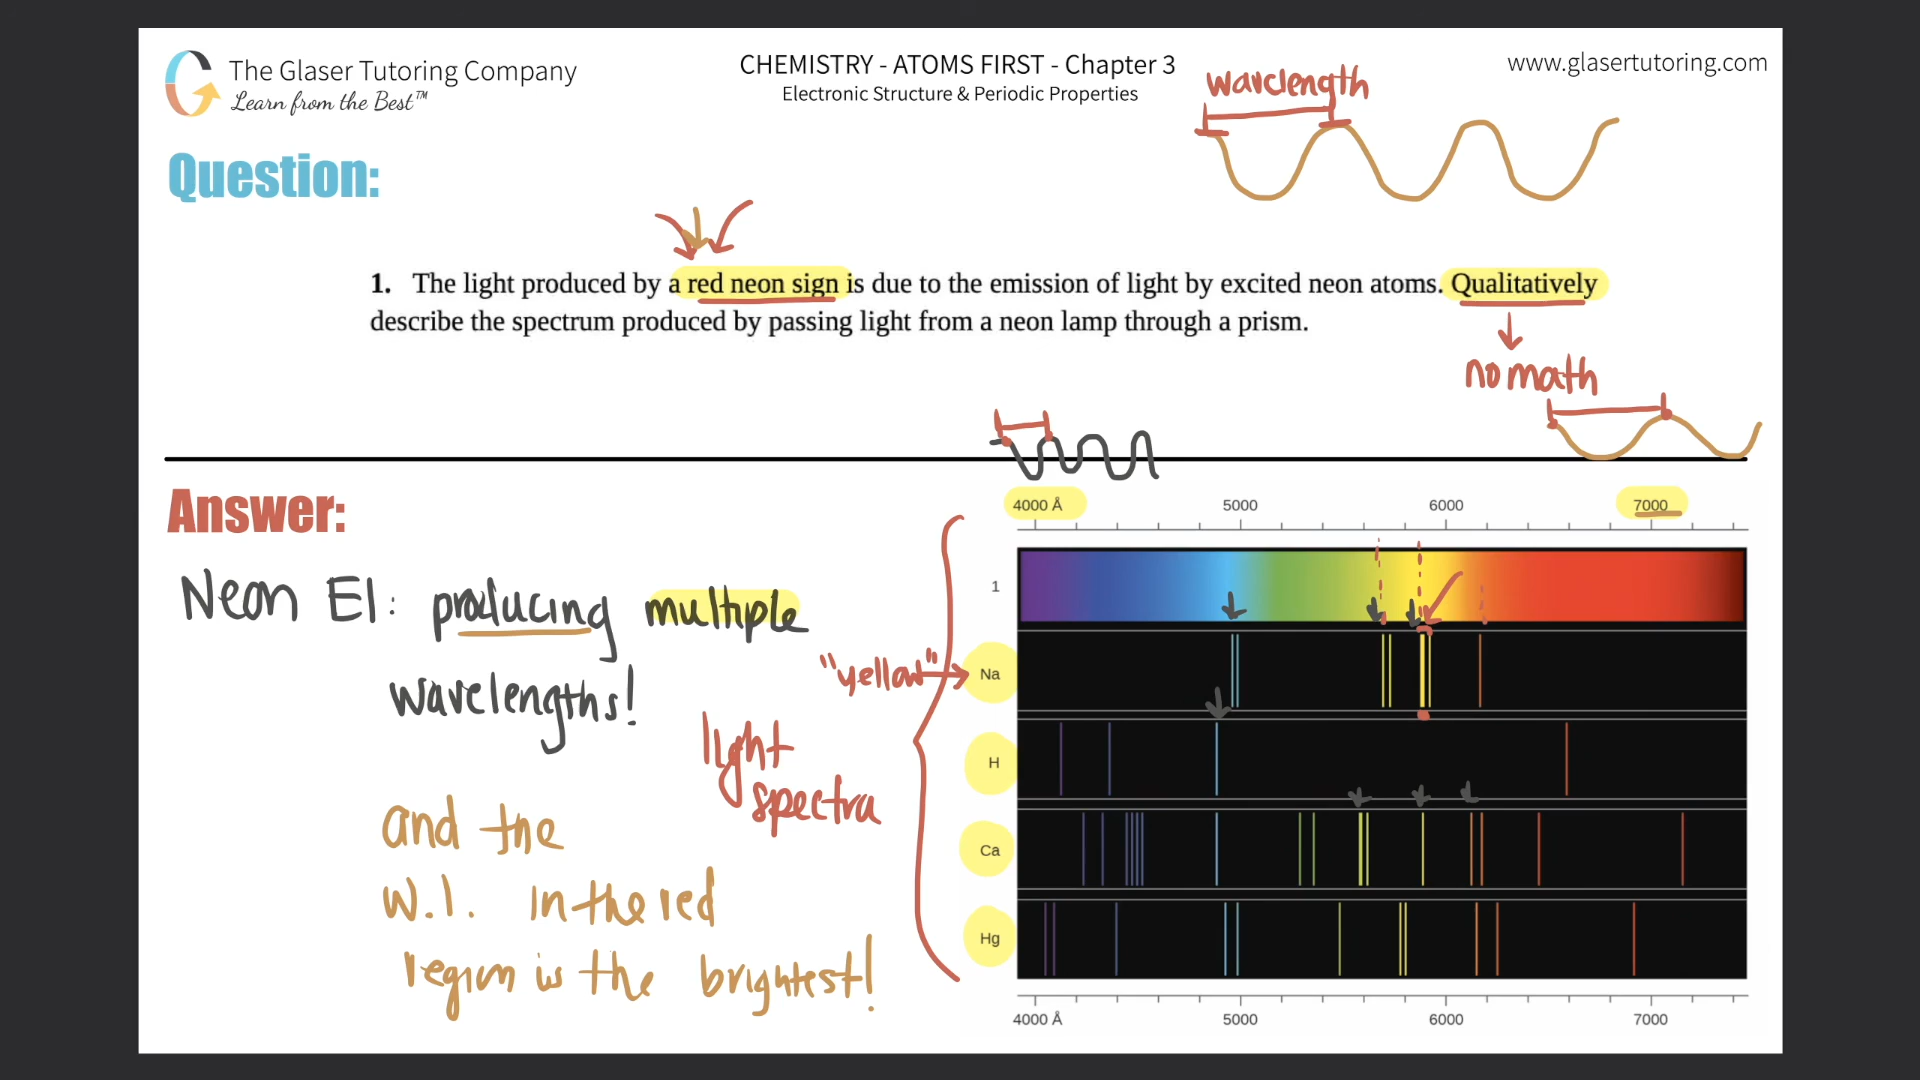 The Glaser Tutoring Company
Learn from the Best™
CHEMISTRY - ATOMS FIRST - Chapter 3
Electronic Structure & Periodic Properties
www.glasertutoring.com
wavelength
Question:
1. The light produced by a red neon sign is due to the emission of light by excited neon atoms. Qualitatively
describe the spectrum produced by passing light from a neon lamp through a prism.
no math
Answer:
Neon El: producing multiple
wavelengths!
and the
w.l. in the red
region is the brightest!
"yellow"
light
spectra
4000 Å 5000 6000 7000
1
Na
H
Ca
Hg
4000 Å 5000 6000 7000